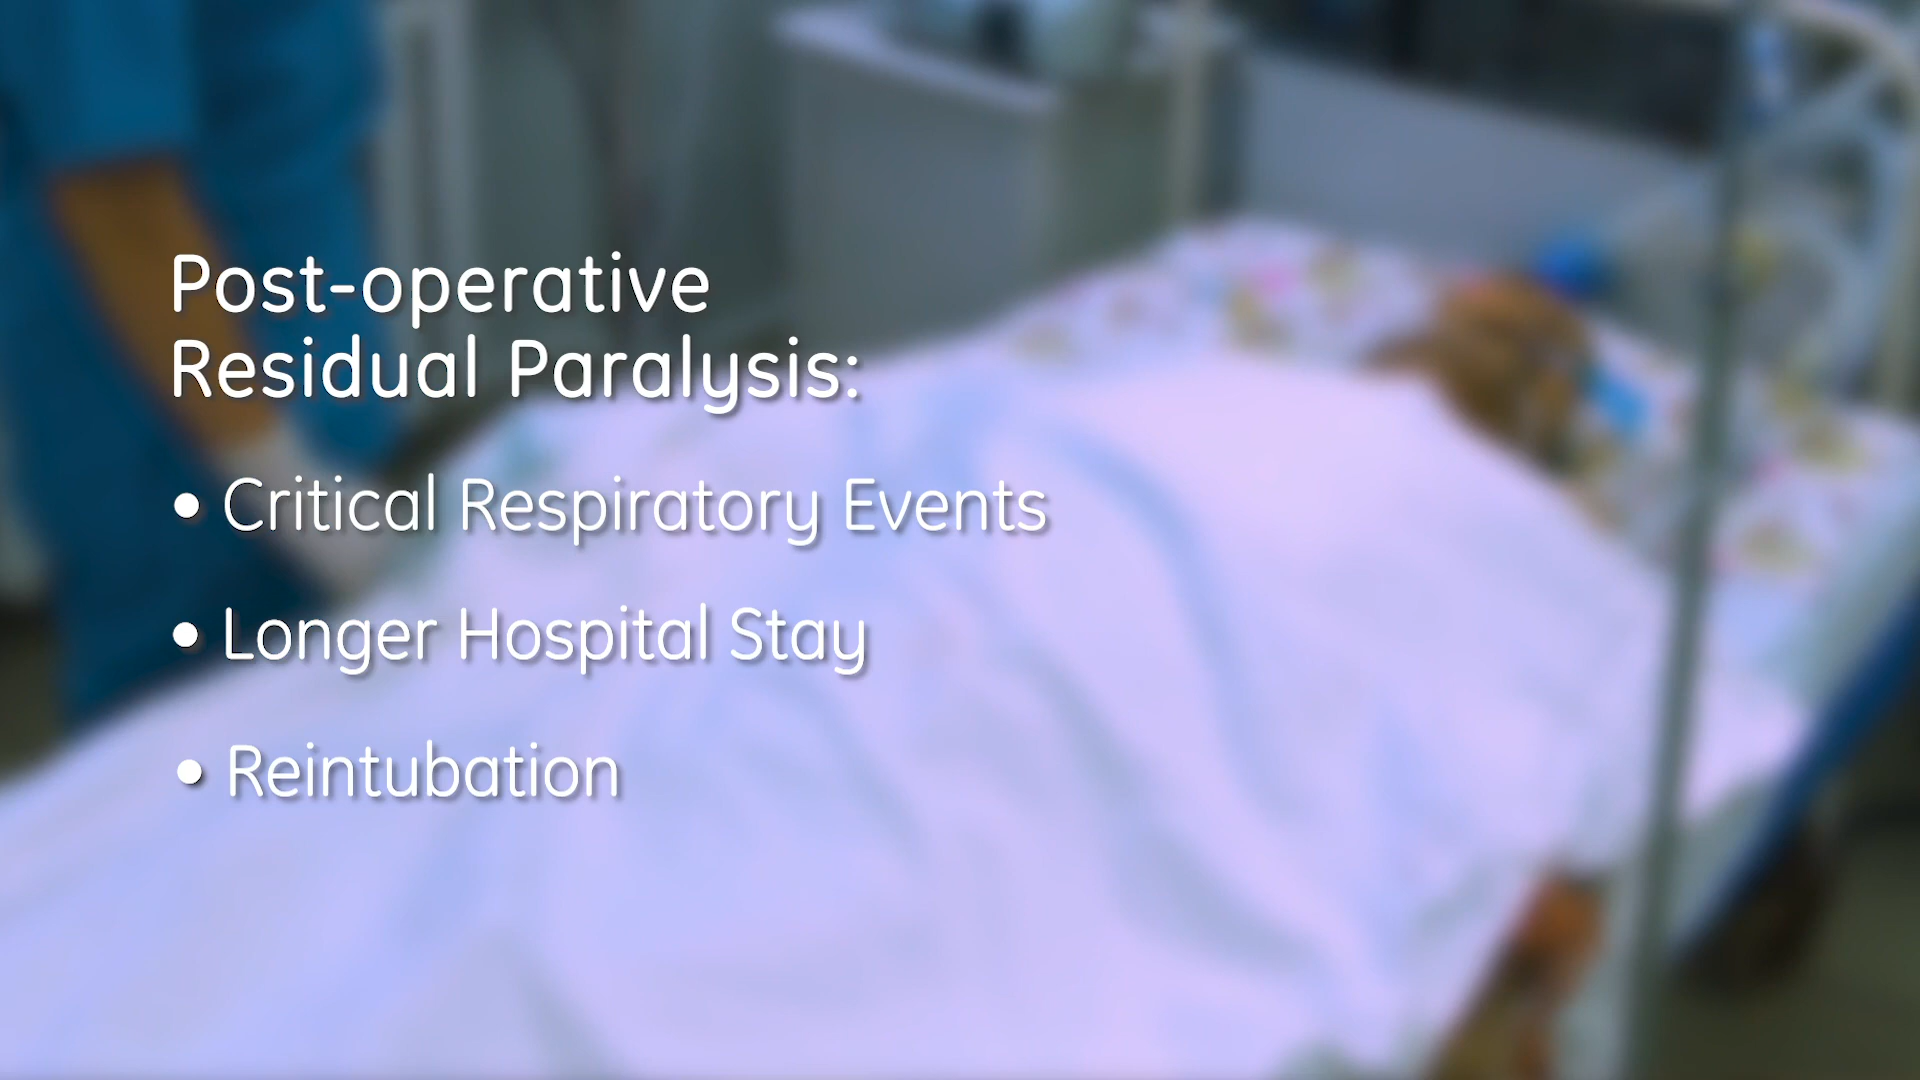 Post-operative
Residual Paralysis:
• Critical Respiratory Events
• Longer Hospital Stay
• Reintubation